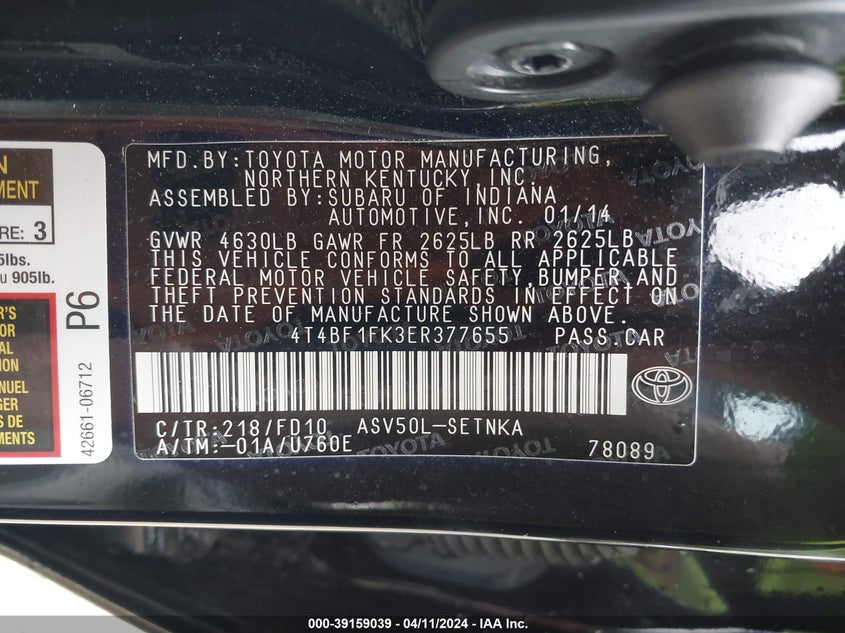 MFD.BY:TOYOTA MOTOR MANUFACTURING,
NORTHERN KENTUCKY, INC.
ASSEMBLED BY:SUBARU OF INDIANA
AUTOMOTIVE,INC. 01/14
GVWR 4630LB GAWR FR 2625LB RR 2625LB
THIS VEHICLE CONFORMS TO ALL APPLICABLE
FEDERAL MOTOR VEHICLE SAFETY,BUMPER,AND
THEFT PREVENTION STANDARDS IN EFFECT ON
THE DATE OF MANUFACTURE SHOWN ABOVE.
4T4BF1FK3ER377655 PASS.CAR
C/TR:218/FD10 ASV50L-SETNKA
A/TM:-01A/U760E 78089
TOYOTA
RE: 3
5lbs.
905lb.
P6
42661-06712
000-39159039 - 04/11/2024 - IAA Inc.